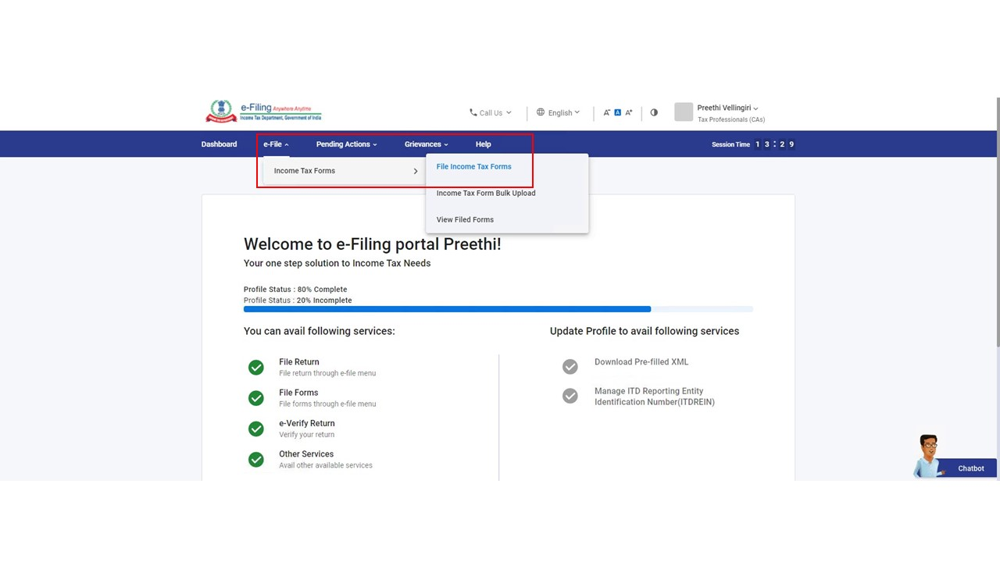 e-Filing Anywhere Anytime
Income Tax Department, Government of India
Call Us
English
A- A A+
Preethi Vellingiri
Tax Professionals (CAs)
Dashboard
e-File
Pending Actions
Grievances
Help
Session Time 1 3 : 2 9
Income Tax Forms
File Income Tax Forms
Income Tax Form Bulk Upload
View Filed Forms
Welcome to e-Filing portal Preethi!
Your one step solution to Income Tax Needs
Profile Status : 80% Complete
Profile Status : 20% Incomplete
You can avail following services:
File Return
File return through e-file menu
File Forms
File forms through e-file menu
e-Verify Return
Verify your return
Other Services
Avail other available services
Update Profile to avail following services
Download Pre-filled XML
Manage ITD Reporting Entity
Identification Number(ITDREIN)
Chatbot